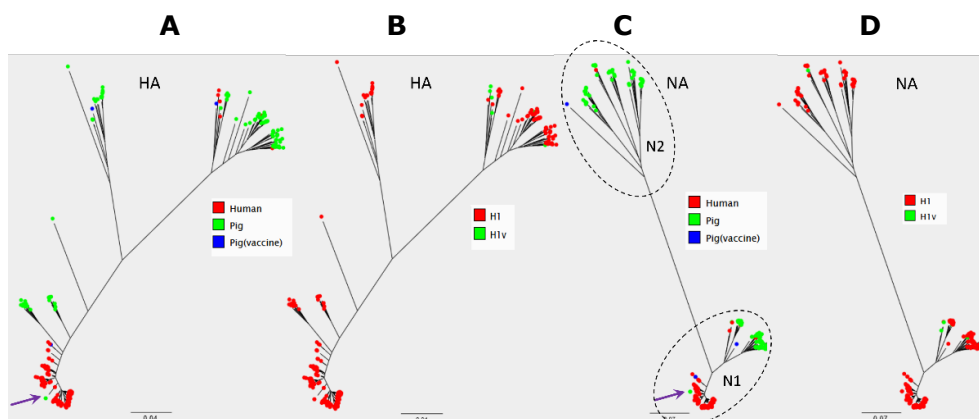 A
B
C
D
HA
HA
NA
NA
N2
Human
Pig
Pig(vaccine)
H1
H1v
Human
Pig
Pig(vaccine)
H1
H1v
N1
0.04